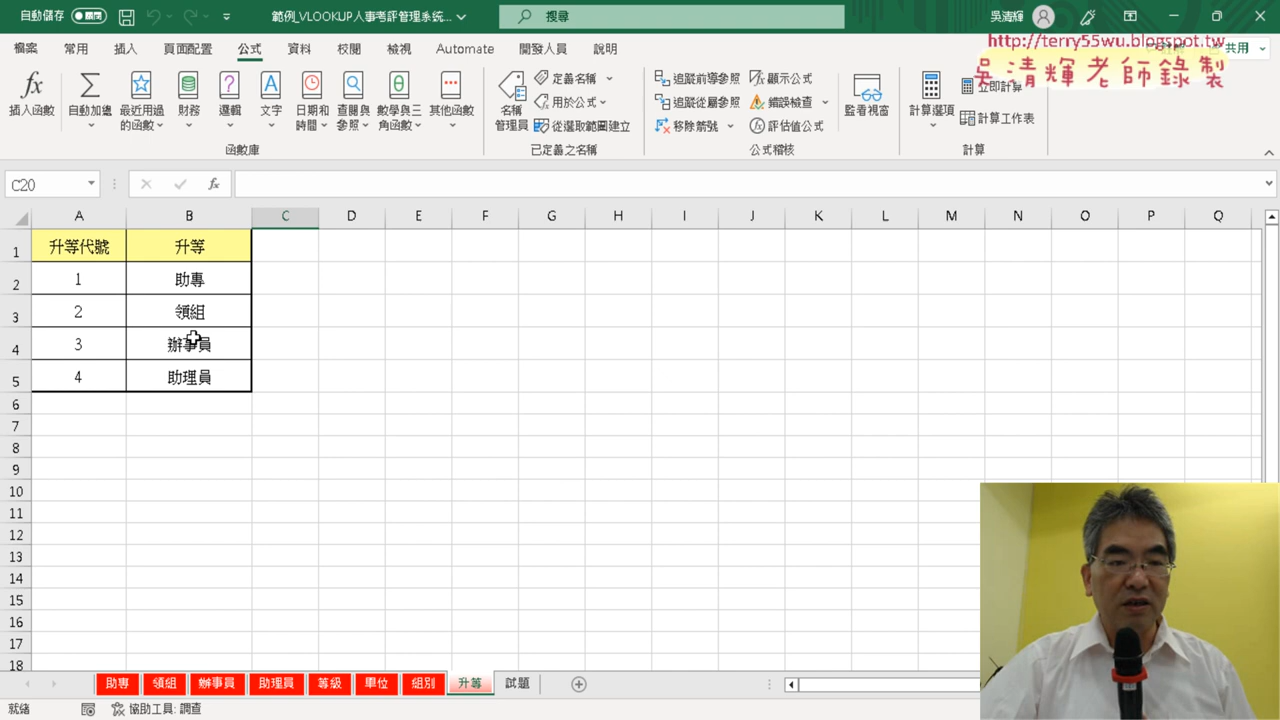 自動儲存 關閉 範例_VLOOKUP人事考評管理系統... 搜尋 吳清輝
檔案 常用 插入 頁面配置 公式 資料 校閱 檢視 Automate 開發人員 說明 共用
http://terry55wu.blogspot.tw
吳清輝老師錄製
插入函數 自動加總 最近用過的函數 財務 邏輯 文字 日期和時間 查閱與參照 數學與三角函數 其他函數
函數庫
名稱管理員 定義名稱 用於公式 從選取範圍建立
已定義之名稱
追蹤前導參照 顯示公式
追蹤從屬參照 錯誤檢查
移除箭號 評估值公式
監看視窗
公式稽核
計算選項 立即計算 計算工作表
計算
C20 fx
A B C D E F G H I J K L M N O P Q
1 升等代號 升等
2 1 助專
3 2 領組
4 3 辦事員
5 4 助理員
6
7
8
9
10
11
12
13
14
15
16
17
18
助專 領組 辦事員 助理員 等級 單位 組別 升等 試題
就緒 協助工具: 調查